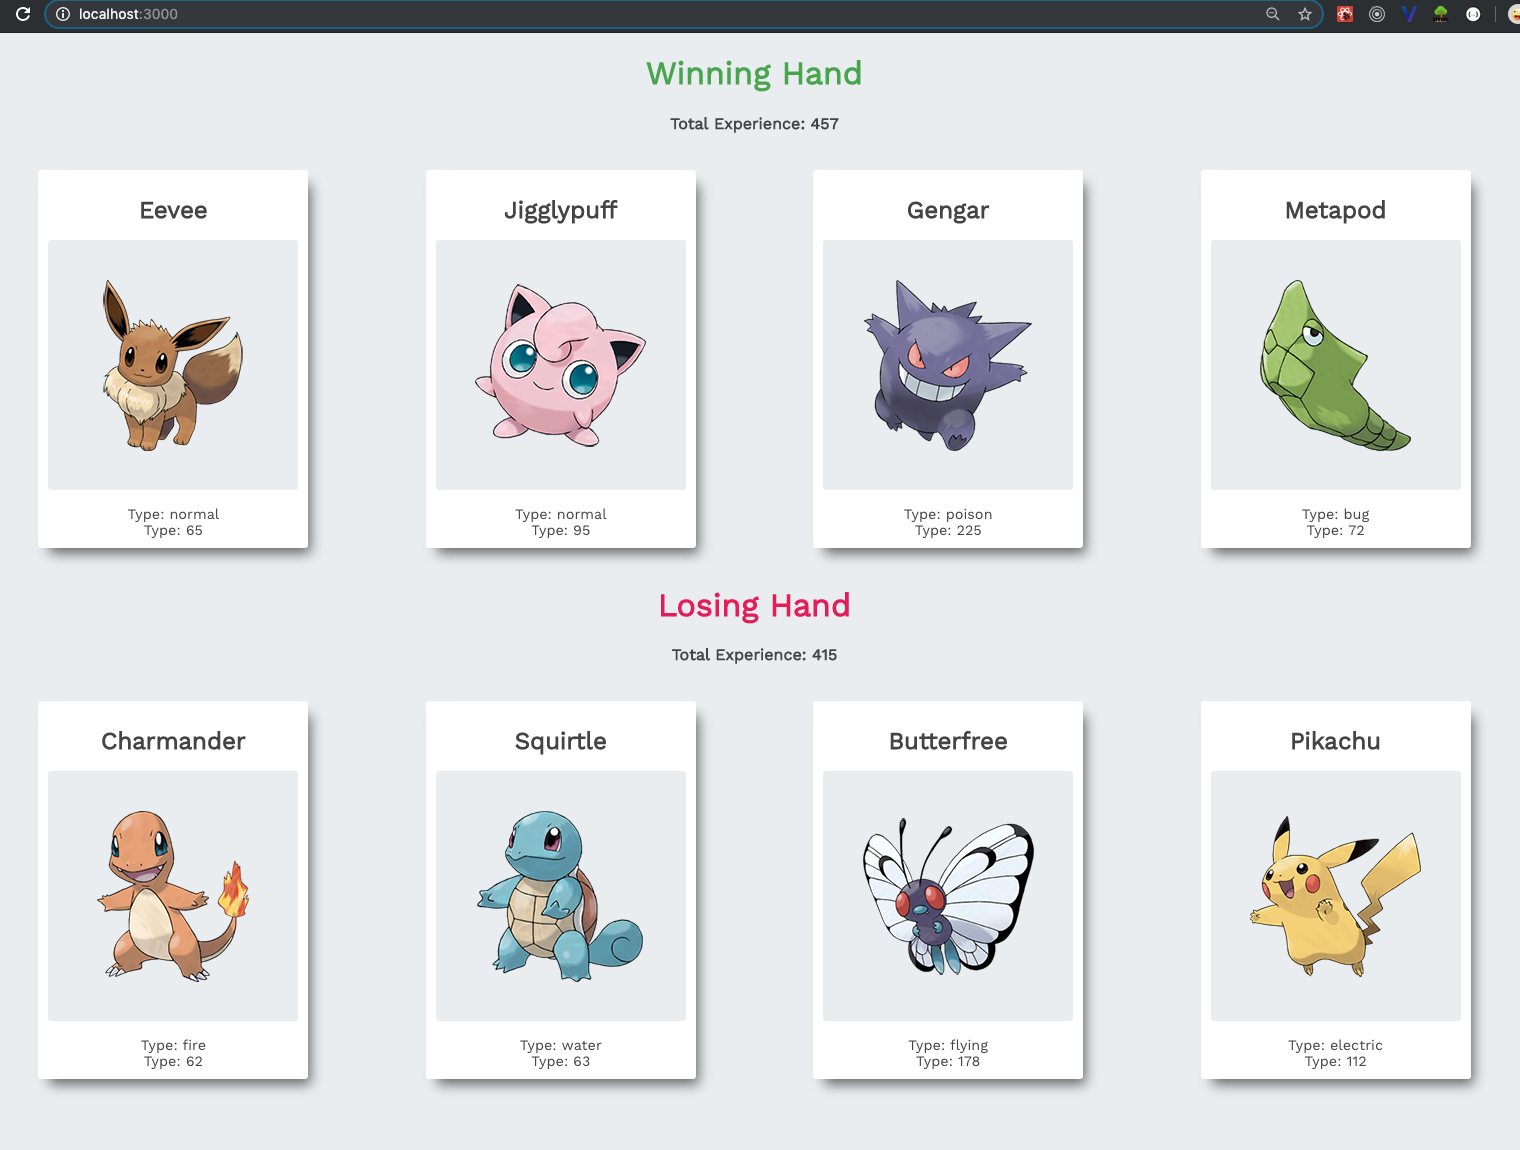 localhost:3000
Winning Hand
Total Experience: 457
Eevee
Jigglypuff
Gengar
Metapod
Type: normal
Type: 65
Type: normal
Type: 95
Type: poison
Type: 225
Type: bug
Type: 72
Losing Hand
Total Experience: 415
Charmander
Squirtle
Butterfree
Pikachu
Type: fire
Type: 62
Type: water
Type: 63
Type: flying
Type: 178
Type: electric
Type: 112